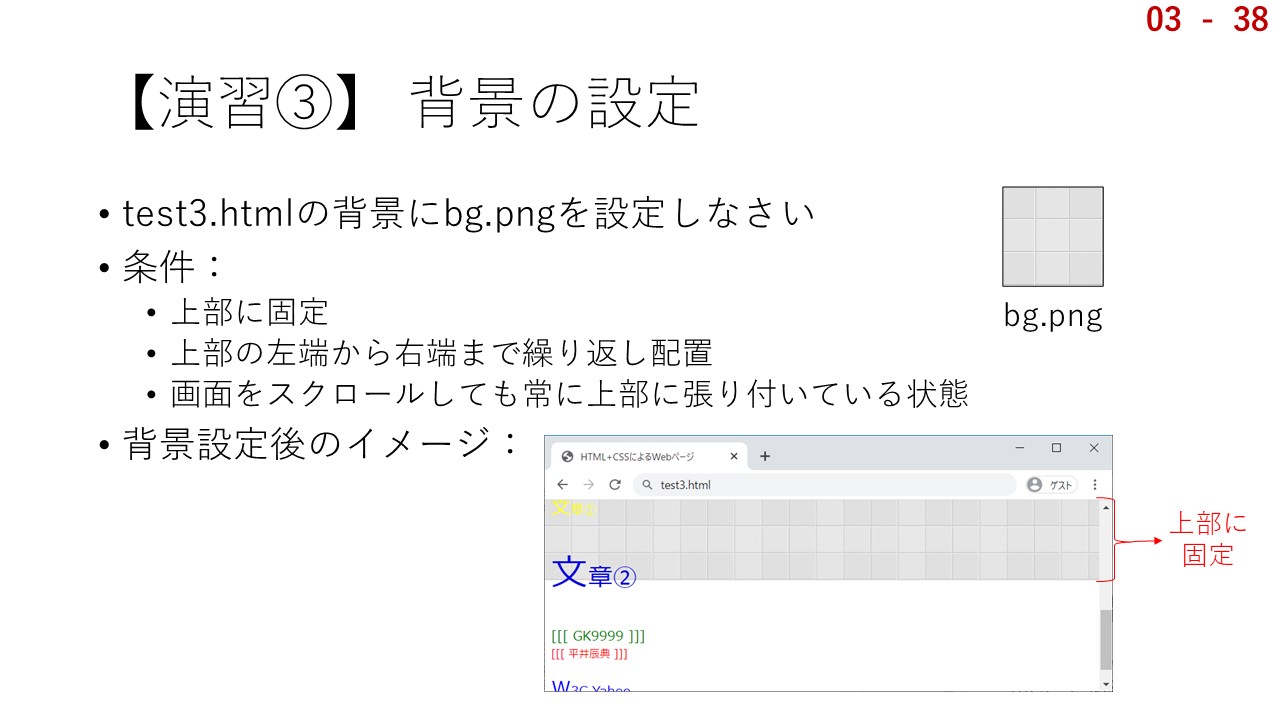 03 - 38
【演習③】 背景の設定
• test3.htmlの背景にbg.pngを設定しなさい
• 条件：
• 上部に固定
• 上部の左端から右端まで繰り返し配置
• 画面をスクロールしても常に上部に張り付いている状態
bg.png
• 背景設定後のイメージ：
HTML+CSSによるWebページ
test3.html
ゲスト
文章①
文章②
[[[ GK9999 ]]]
[[[ 平井辰典 ]]]
W3C Yahoo
上部に
固定